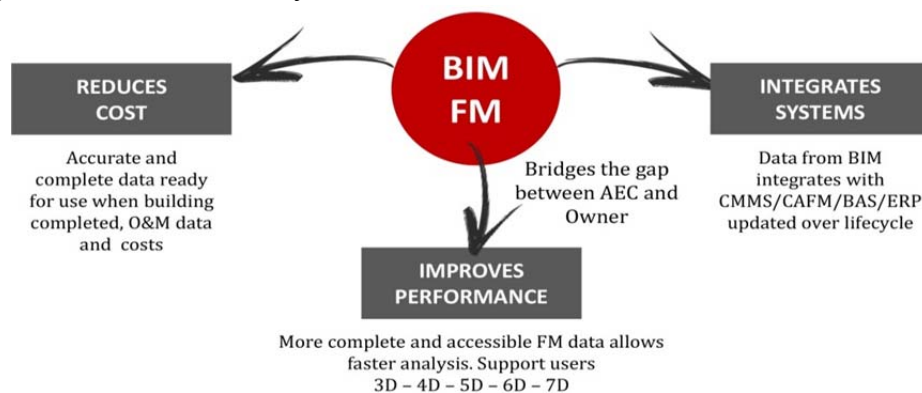 BIM
FM
REDUCES
COST
Accurate and
complete data ready
for use when building
completed, O&M data
and costs
Bridges the gap
between AEC and
Owner
IMPROVES
PERFORMANCE
More complete and accessible FM data allows
faster analysis. Support users
3D – 4D – 5D – 6D – 7D
INTEGRATES
SYSTEMS
Data from BIM
integrates with
CMMS/CAFM/BAS/ERP
updated over lifecycle